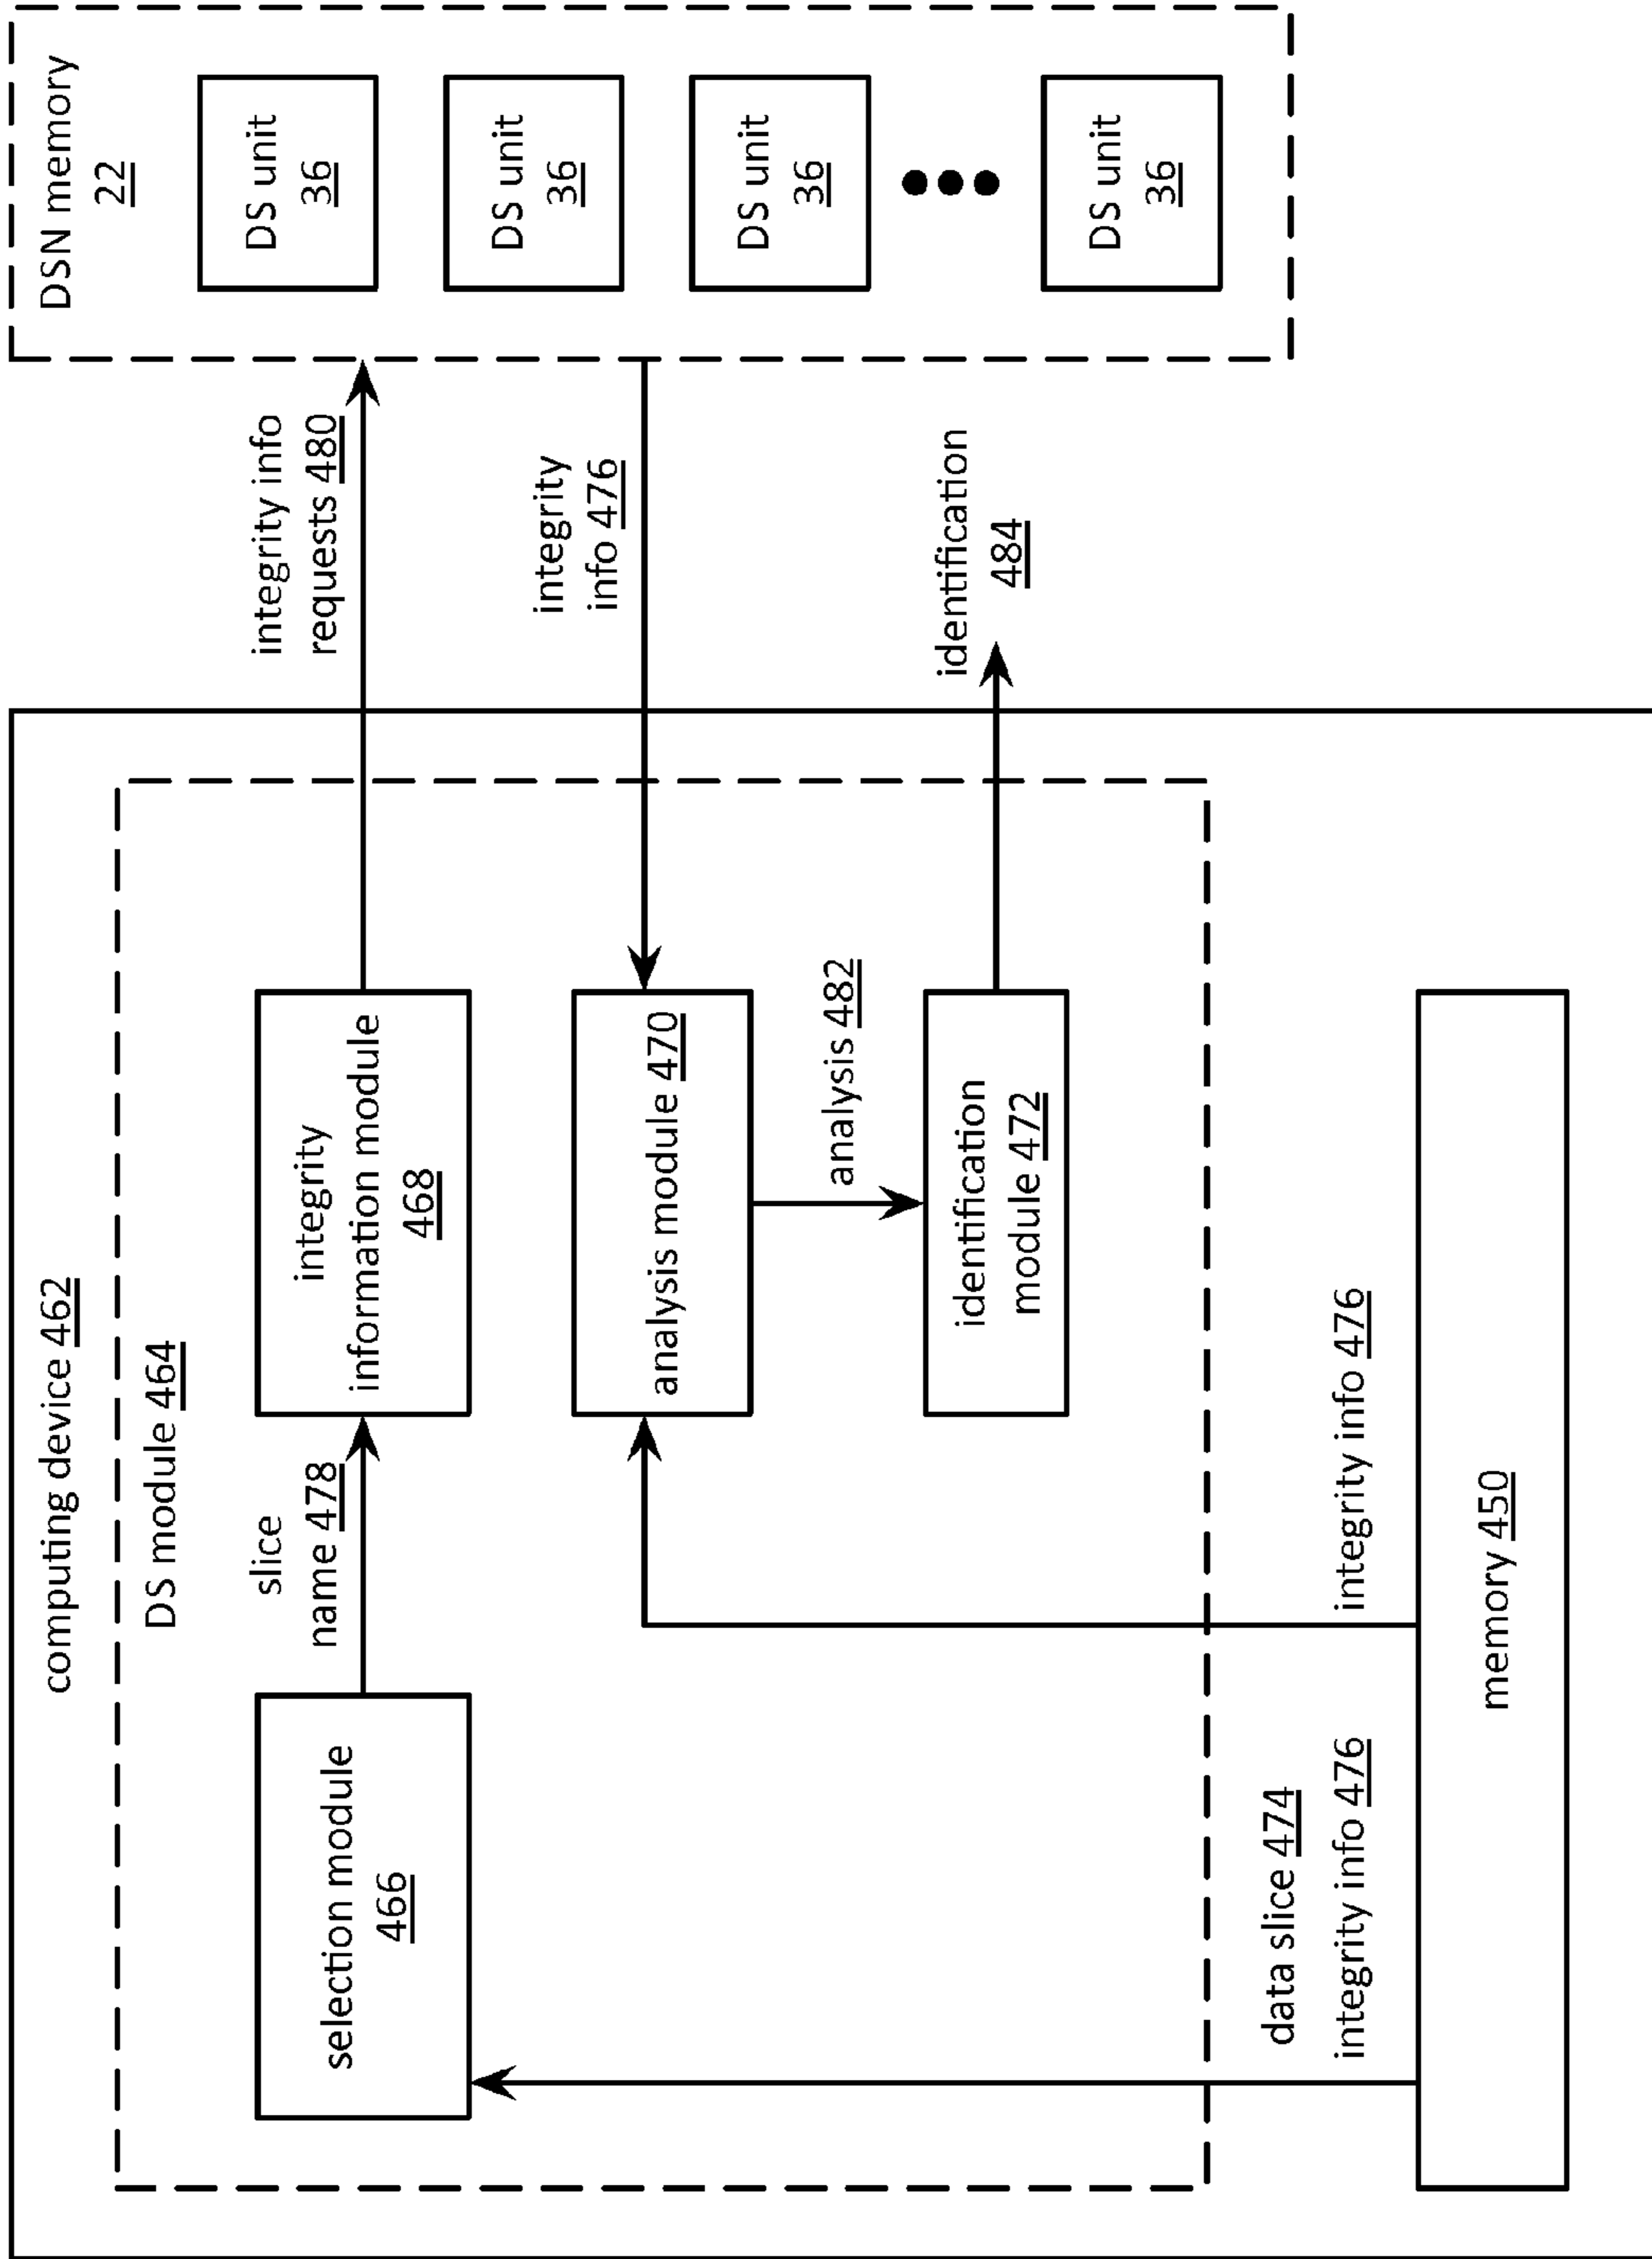 computing device 462
DS module 464
selection module
466
slice
name 478
integrity
information module
468
integrity info
requests 480
DSN memory
22
DS unit
36
DS unit
36
DS unit
36
DS unit
36
analysis module 470
integrity
info 476
analysis 482
identification
module 472
identification
484
data slice 474
integrity info 476
integrity info 476
memory 450